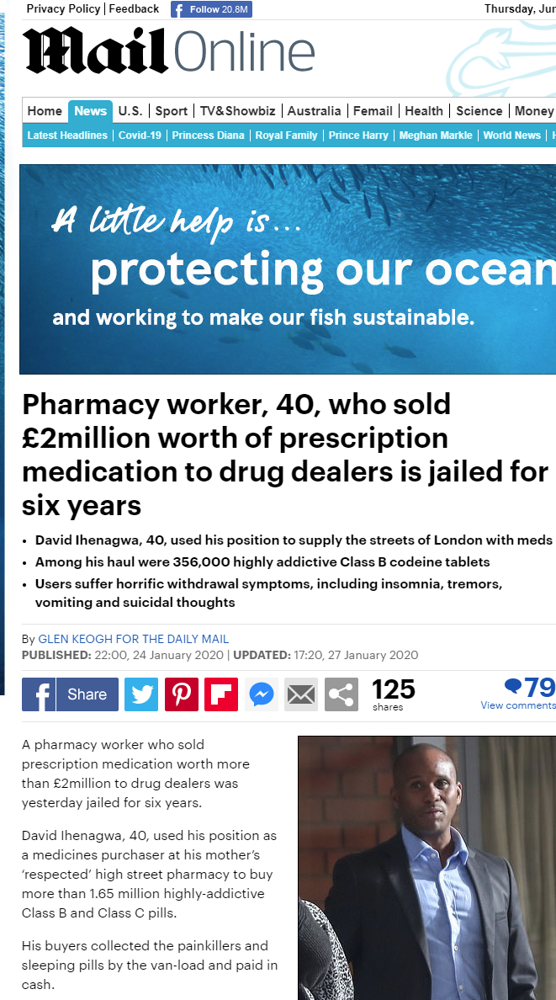 Privacy Policy | Feedback
Follow 20.8M
Thursday, Jun
Mail Online
Home News U.S. | Sport | TV&Showbiz | Australia | Femail | Health | Science | Money
Latest Headlines | Covid-19 | Princess Diana | Royal Family | Prince Harry | Meghan Markle | World News |
A little help is...
protecting our ocean
and working to make our fish sustainable.
Pharmacy worker, 40, who sold
£2million worth of prescription
medication to drug dealers is jailed for
six years
• David Ihenagwa, 40, used his position to supply the streets of London with meds
• Among his haul were 356,000 highly addictive Class B codeine tablets
• Users suffer horrific withdrawal symptoms, including insomnia, tremors,
vomiting and suicidal thoughts
By GLEN KEOGH FOR THE DAILY MAIL
PUBLISHED: 22:00, 24 January 2020 | UPDATED: 17:20, 27 January 2020
Share
125
shares
79
View comments
A pharmacy worker who sold
prescription medication worth more
than £2million to drug dealers was
yesterday jailed for six years.
David Ihenagwa, 40, used his position as
a medicines purchaser at his mother's
‘respected’ high street pharmacy to buy
more than 1.65 million highly-addictive
Class B and Class C pills.
His buyers collected the painkillers and
sleeping pills by the van-load and paid in
cash.